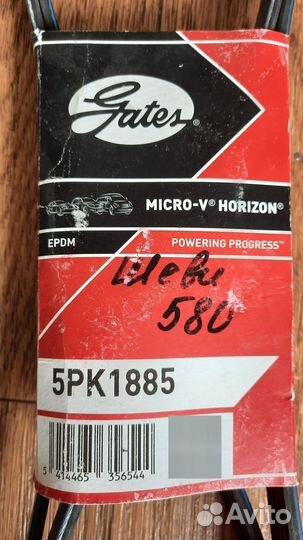 Gates®
MICRO-V® HORIZON®
EPDM
POWERING PROGRESS™
Шеви
580
5PK1885
5 414465 356544
Avito